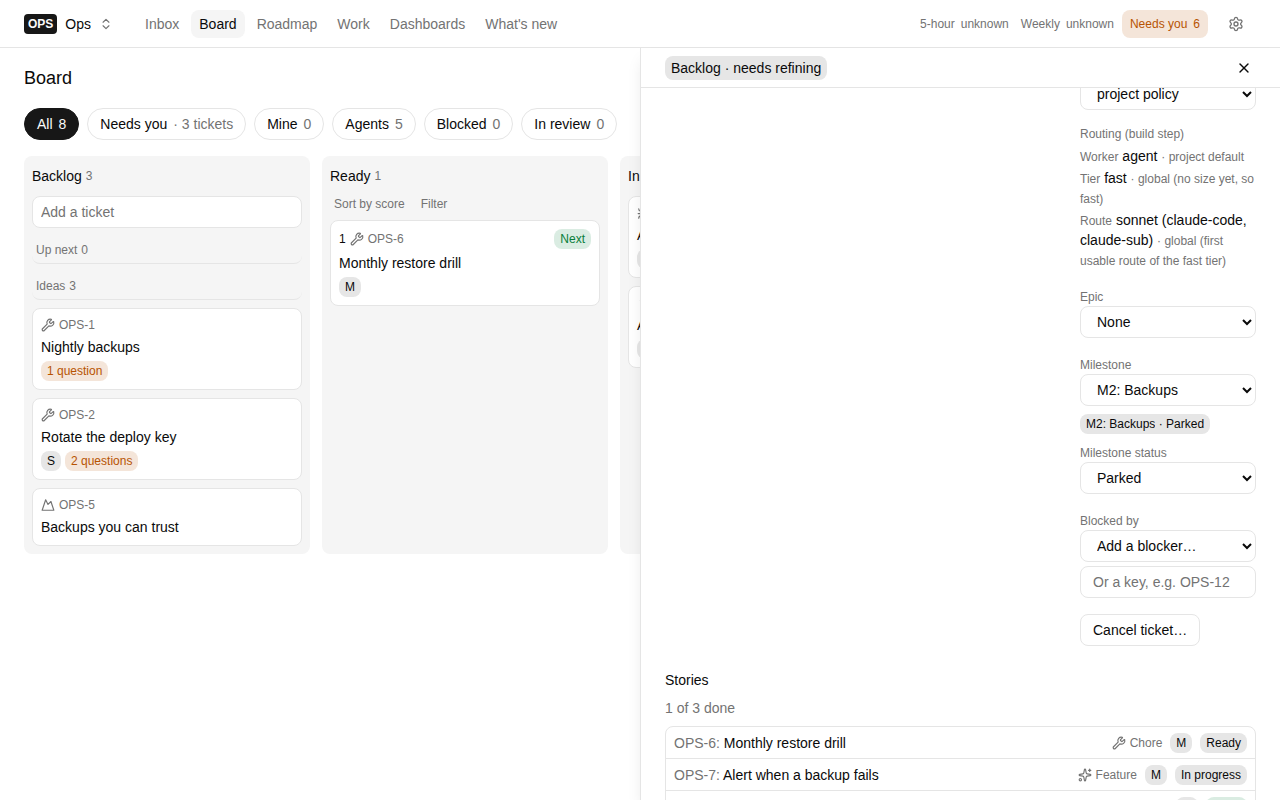 OPS Ops Inbox Board Roadmap Work Dashboards What's new 5-hour unknown Weekly unknown Needs you 6
Board
All 8 Needs you · 3 tickets Mine 0 Agents 5 Blocked 0 In review 0
Backlog 3
Add a ticket
Up next 0
Ideas 3
OPS-1
Nightly backups
1 question
OPS-2
Rotate the deploy key
S 2 questions
OPS-5
Backups you can trust
Ready 1
Sort by score Filter
1 OPS-6 Next
Monthly restore drill
M
In
Backlog · needs refining
project policy
Routing (build step)
Worker agent · project default
Tier fast · global (no size yet, so
fast)
Route sonnet (claude-code,
claude-sub) · global (first
usable route of the fast tier)
Epic
None
Milestone
M2: Backups
M2: Backups · Parked
Milestone status
Parked
Blocked by
Add a blocker…
Or a key, e.g. OPS-12
Cancel ticket…
Stories
1 of 3 done
OPS-6: Monthly restore drill Chore M Ready
OPS-7: Alert when a backup fails Feature M In progress